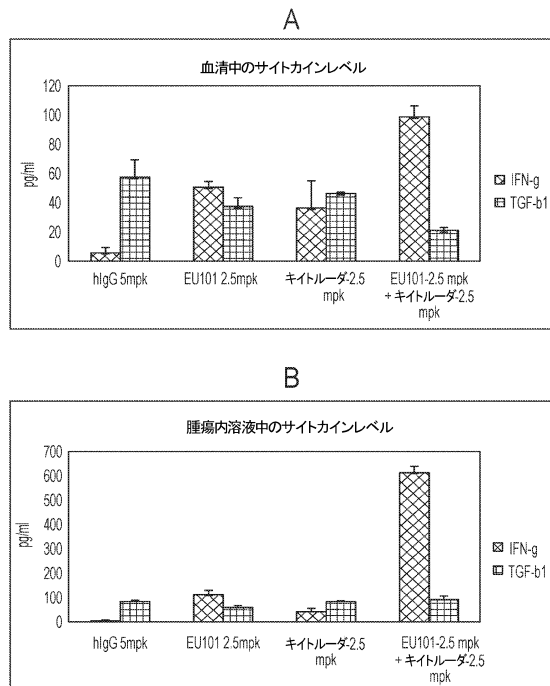 A
血清中のサイトカインレベル
120
100
80
60
40
20
0
pg/ml
IFN-g
TGF-b1
hIgG 5mpk
EU101 2.5mpk
キイトルーダ-2.5
mpk
EU101-2.5 mpk
+ キイトルーダ-2.5
mpk
B
腫瘍内溶液中のサイトカインレベル
700
600
500
400
300
200
100
0
pg/ml
IFN-g
TGF-b1
hIgG 5mpk
EU101 2.5mpk
キイトルーダ-2.5
mpk
EU101-2.5 mpk
+ キイトルーダ-2.5
mpk